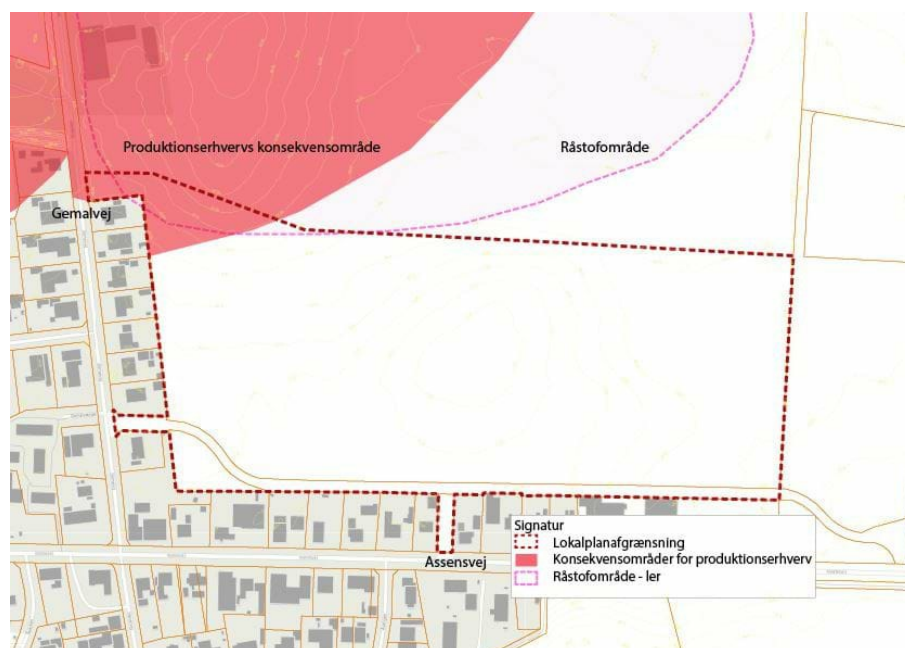 Produktionserhvervs konsekvensområde
Råstofområde
Gemalvej
Assensvej
Signatur
Lokalplanafgrænsning
Konsekvensområder for produktionserhverv
Råstofområde - ler